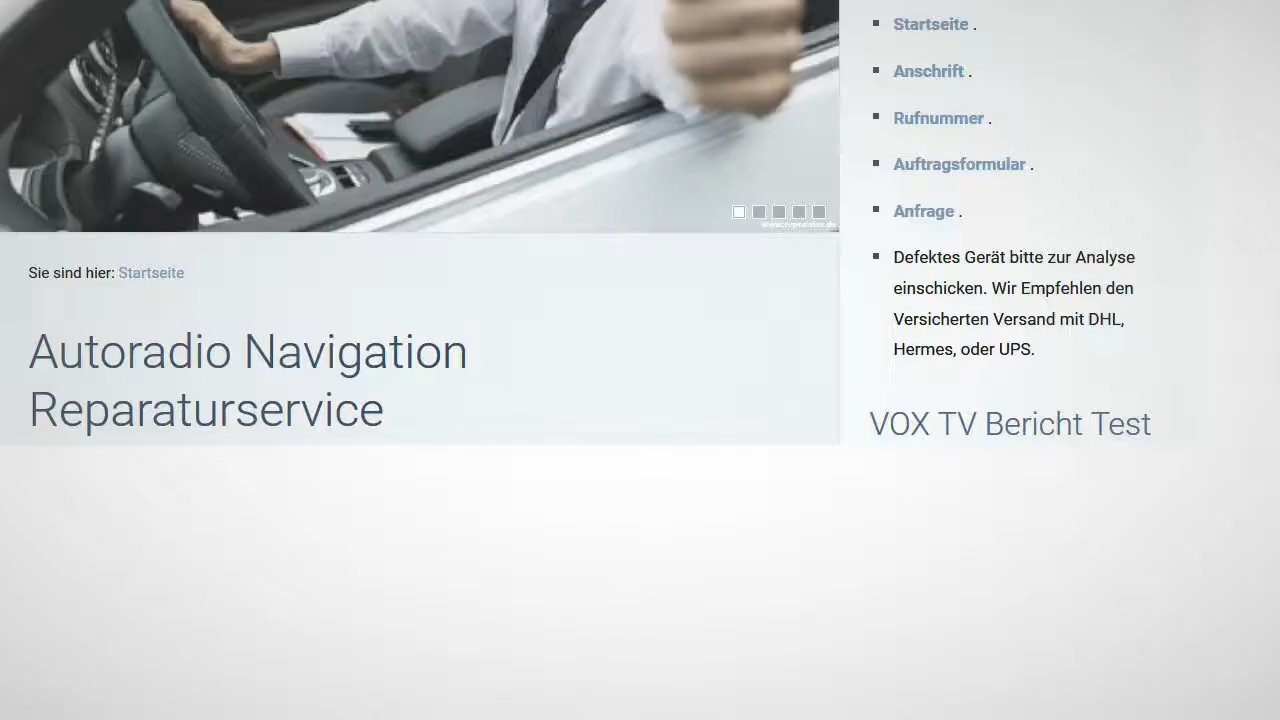 Startseite .
Anschrift .
Rufnummer .
Auftragsformular .
Anfrage .
Defektes Gerät bitte zur Analyse
einschicken. Wir Empfehlen den
Versicherten Versand mit DHL,
Hermes, oder UPS.
Sie sind hier: Startseite
Autoradio Navigation
Reparaturservice
VOX TV Bericht Test